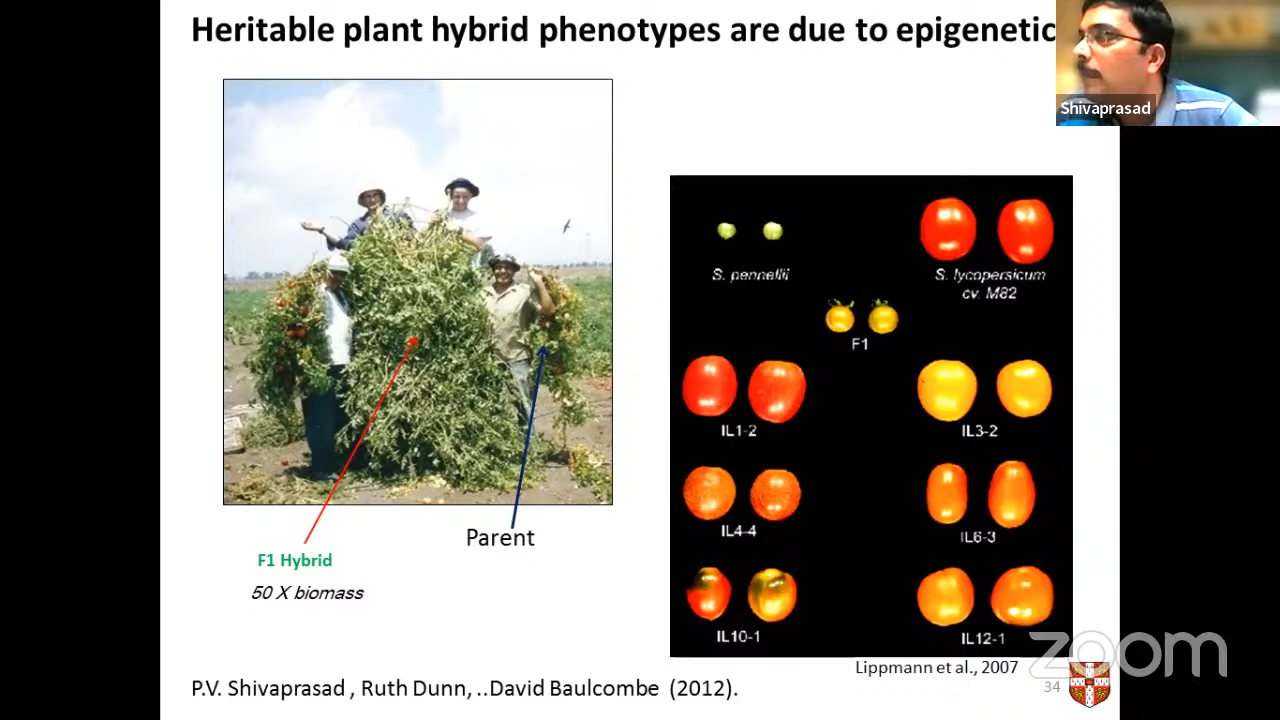 Heritable plant hybrid phenotypes are due to epigenetic
Shivaprasad
S. pennellii
S. lycopersicum
cv. M82
F1
IL1-2
IL3-2
IL4-4
IL6-3
IL10-1
IL12-1
Parent
F1 Hybrid
50 X biomass
Lippmann et al., 2007
P.V. Shivaprasad , Ruth Dunn, ..David Baulcombe (2012).
34
zoom